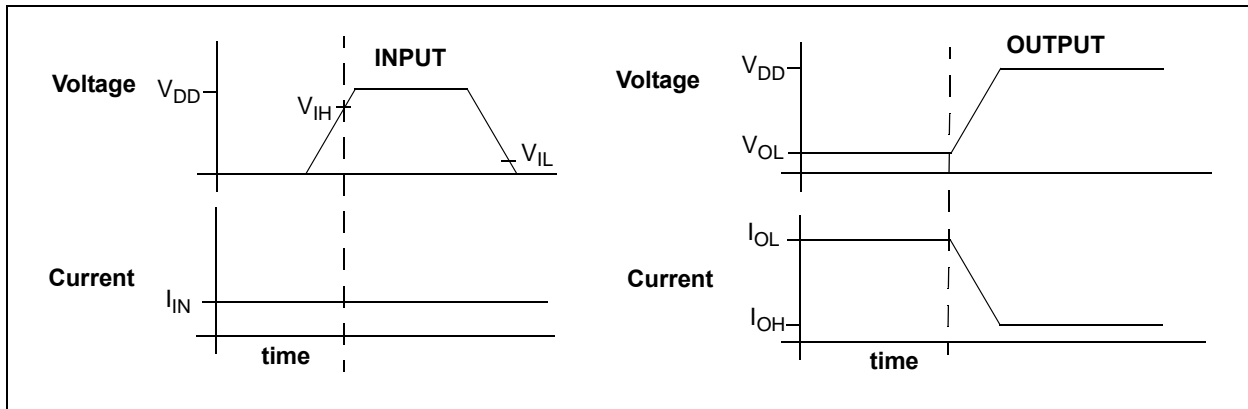 INPUT
Voltage
VDD
VIH
VIL
Current
IIN
time
OUTPUT
Voltage
VDD
VOL
IOL
Current
IOH
time